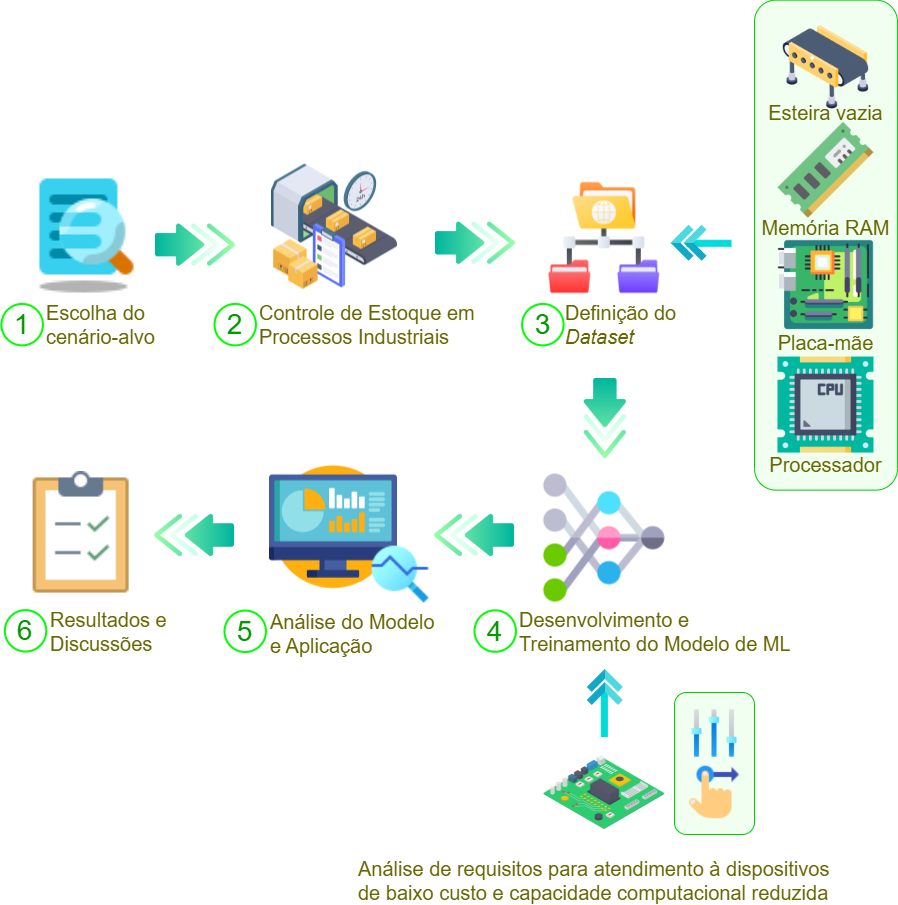 Esteira vazia
Memória RAM
Placa-mãe
CPU
Processador
1
Escolha do
cenário-alvo
2
24H
Controle de Estoque em
Processos Industriais
3
Definição do
Dataset
4
Desenvolvimento e
Treinamento do Modelo de ML
5
Análise do Modelo
e Aplicação
6
Resultados e
Discussões
Análise de requisitos para atendimento à dispositivos
de baixo custo e capacidade computacional reduzida